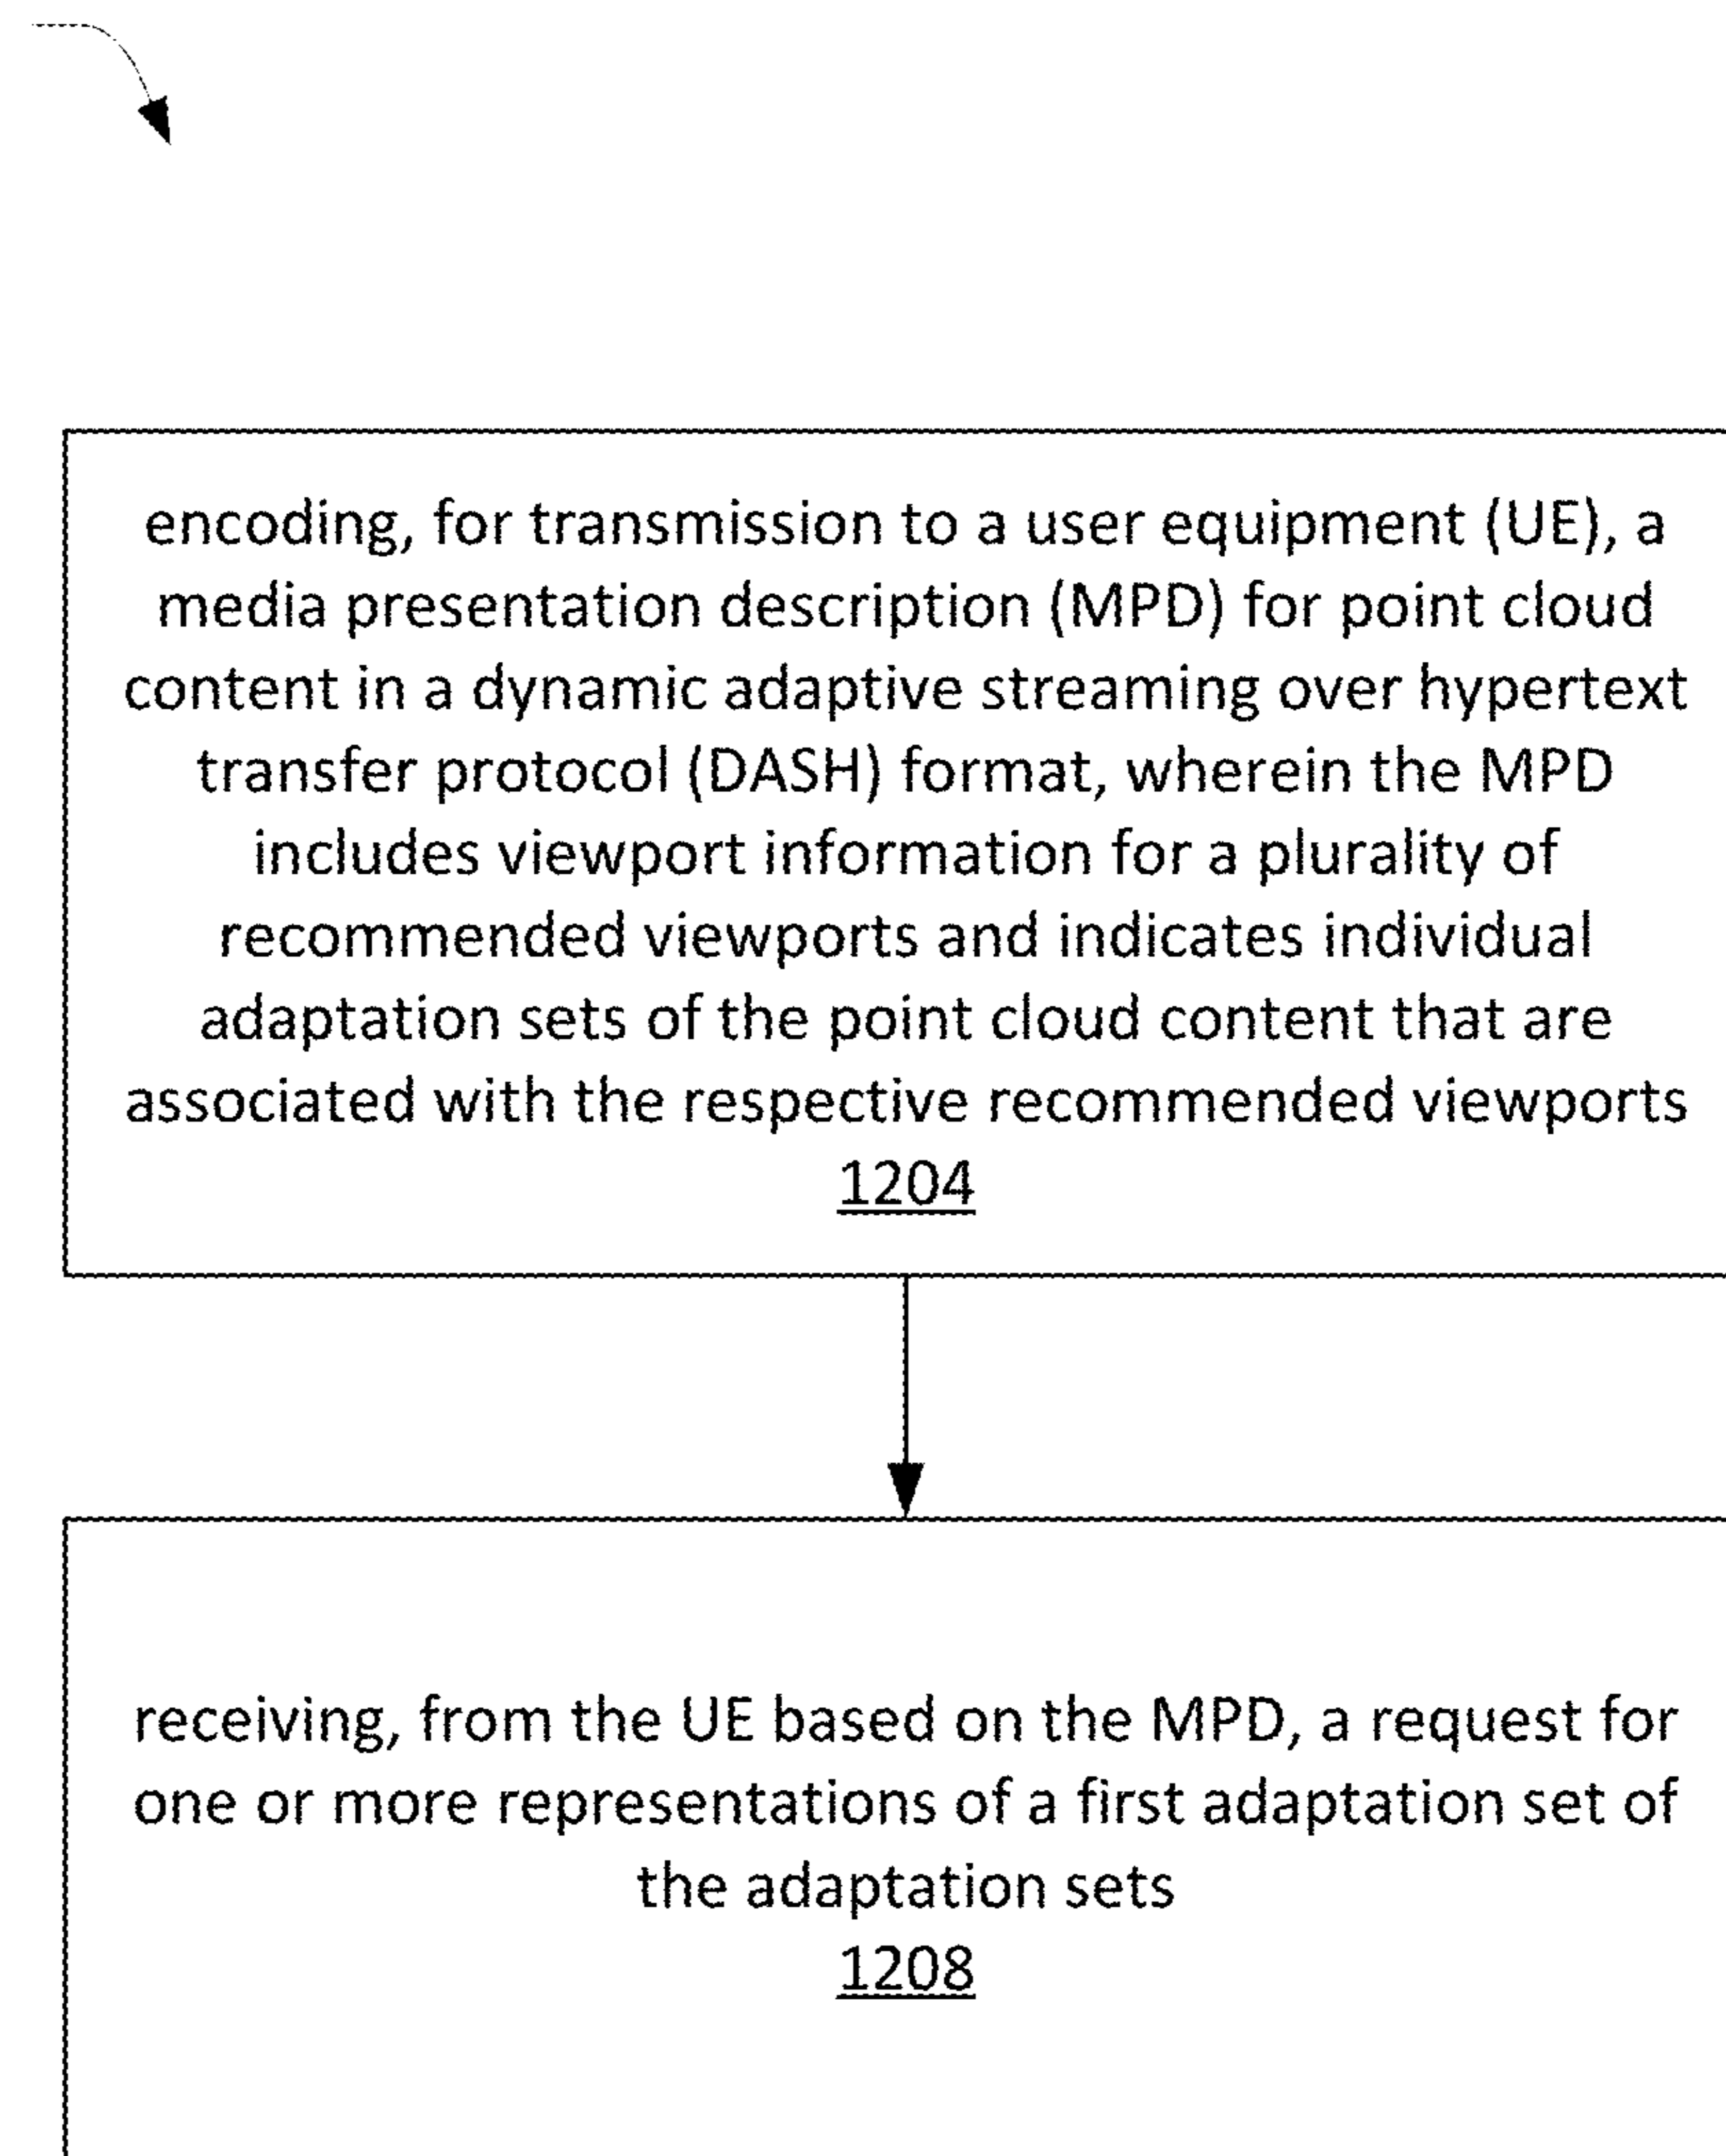 encoding, for transmission to a user equipment (UE), a
media presentation description (MPD) for point cloud
content in a dynamic adaptive streaming over hypertext
transfer protocol (DASH) format, wherein the MPD
includes viewport information for a plurality of
recommended viewports and indicates individual
adaptation sets of the point cloud content that are
associated with the respective recommended viewports
1204
receiving, from the UE based on the MPD, a request for
one or more representations of a first adaptation set of
the adaptation sets
1208